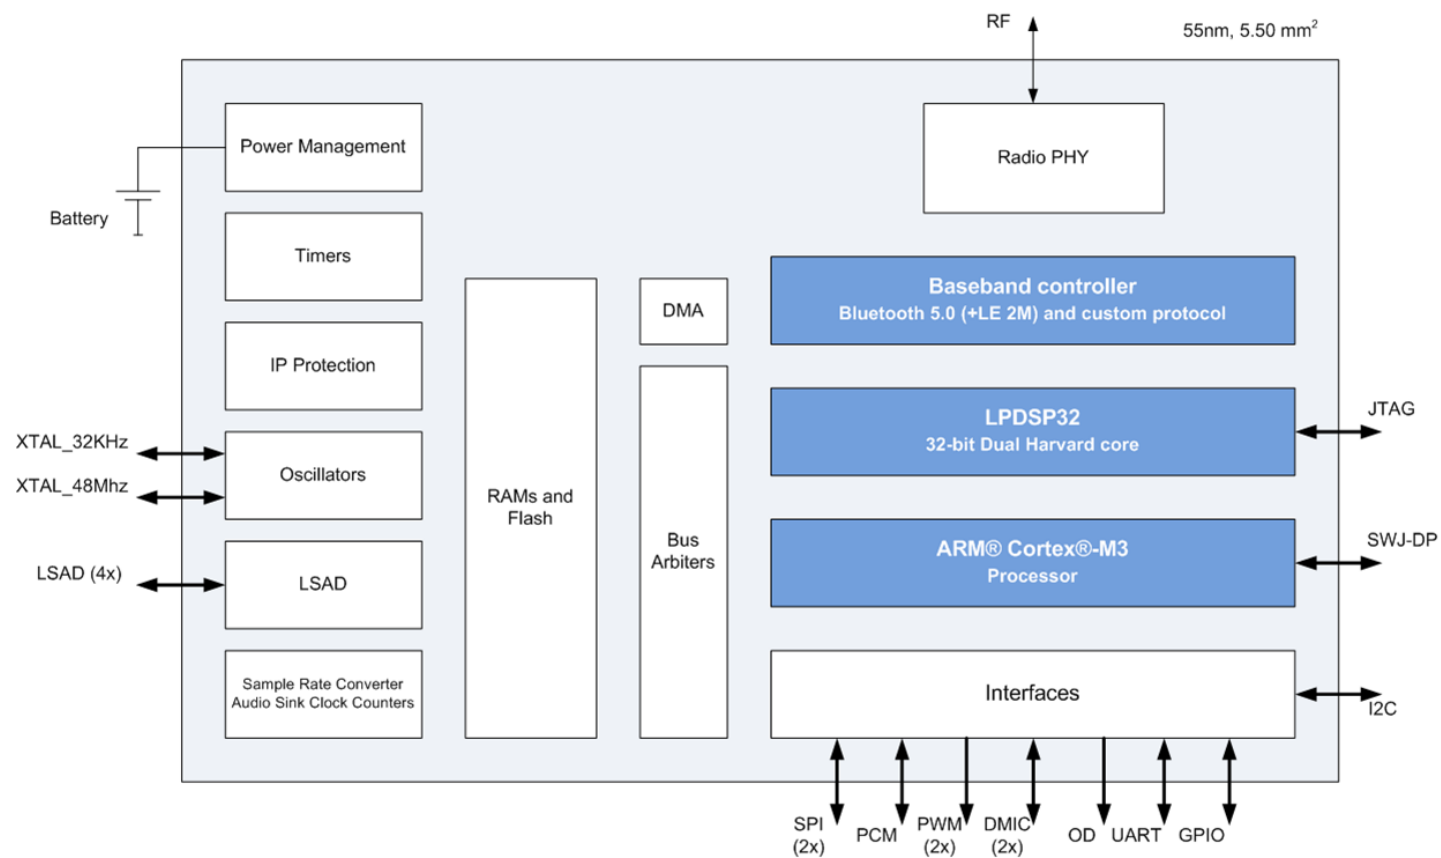 RF
55nm, 5.50 mm²
Power Management
Radio PHY
Battery
Timers
Baseband controller
Bluetooth 5.0 (+LE 2M) and custom protocol
DMA
IP Protection
LPDSP32
32-bit Dual Harvard core
JTAG
XTAL_32KHz
XTAL_48Mhz
Oscillators
RAMs and
Flash
Bus
Arbiters
ARM® Cortex®-M3
Processor
SWJ-DP
LSAD (4x)
LSAD
Sample Rate Converter
Audio Sink Clock Counters
Interfaces
I2C
SPI
(2x)
PCM
PWM
(2x)
DMIC
(2x)
OD
UART
GPIO